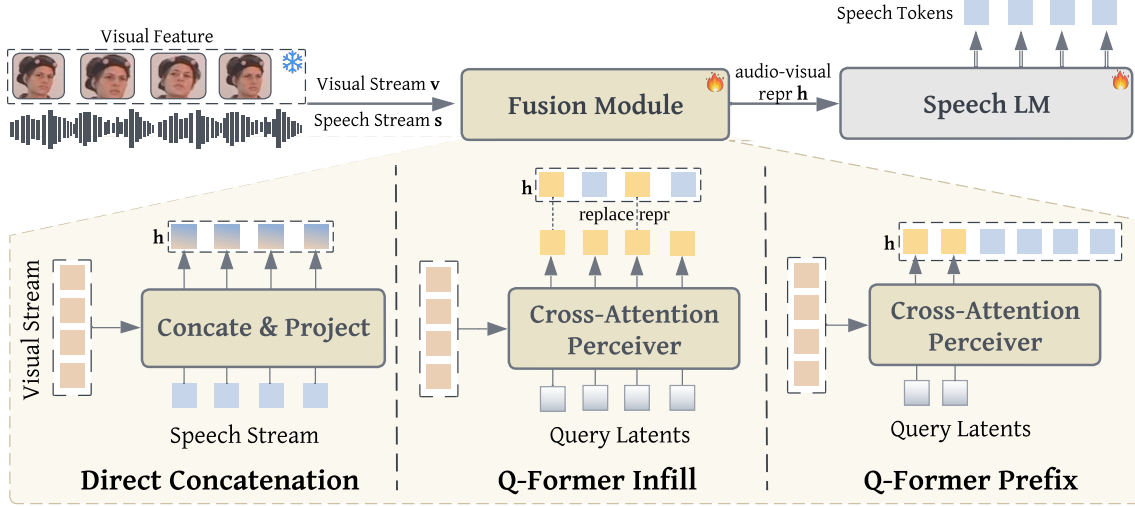 Speech Tokens
Visual Feature
Visual Stream v
Speech Stream s
Fusion Module
audio-visual
repr h
Speech LM
h
Visual Stream
Concate & Project
Speech Stream
Direct Concatenation
h
replace repr
Cross-Attention
Perceiver
Query Latents
Q-Former Infill
h
Cross-Attention
Perceiver
Query Latents
Q-Former Prefix